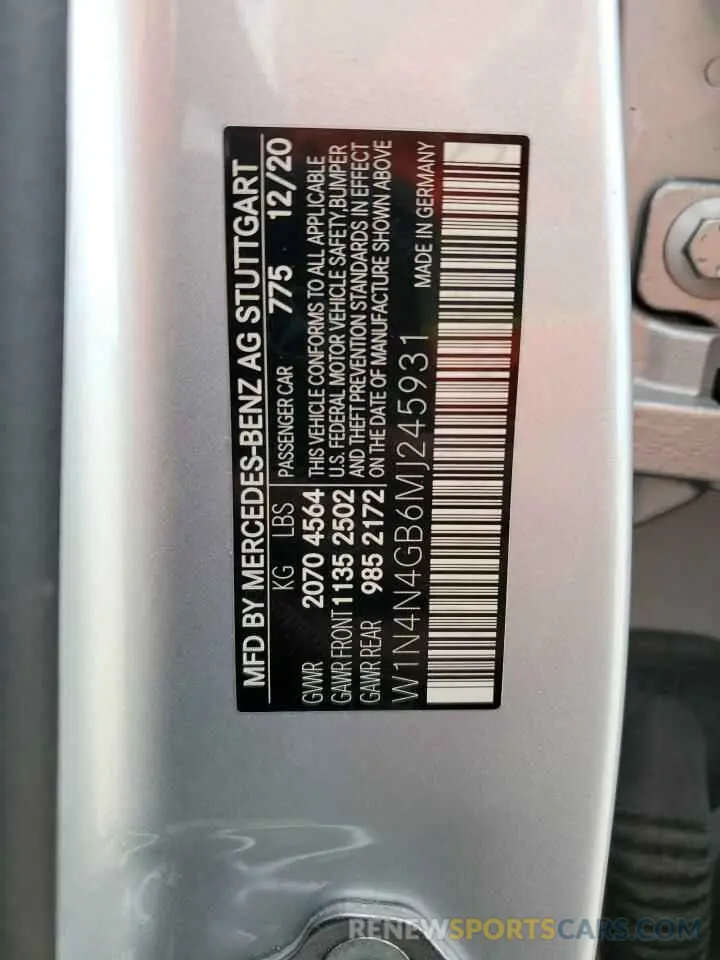 MFD BY MERCEDES-BENZ AG STUTTGART
KG LBS PASSENGER CAR 775 12/20
GVWR 2070 4564
GAWR FRONT 1135 2502
GAWR REAR 985 2172
THIS VEHICLE CONFORMS TO ALL APPLICABLE
U.S. FEDERAL MOTOR VEHICLE SAFETY, BUMPER
AND THEFT PREVENTION STANDARDS IN EFFECT
ON THE DATE OF MANUFACTURE SHOWN ABOVE
W1N4N4GB6MJ245931 MADE IN GERMANY
RENEWSPORTSCARS.COM